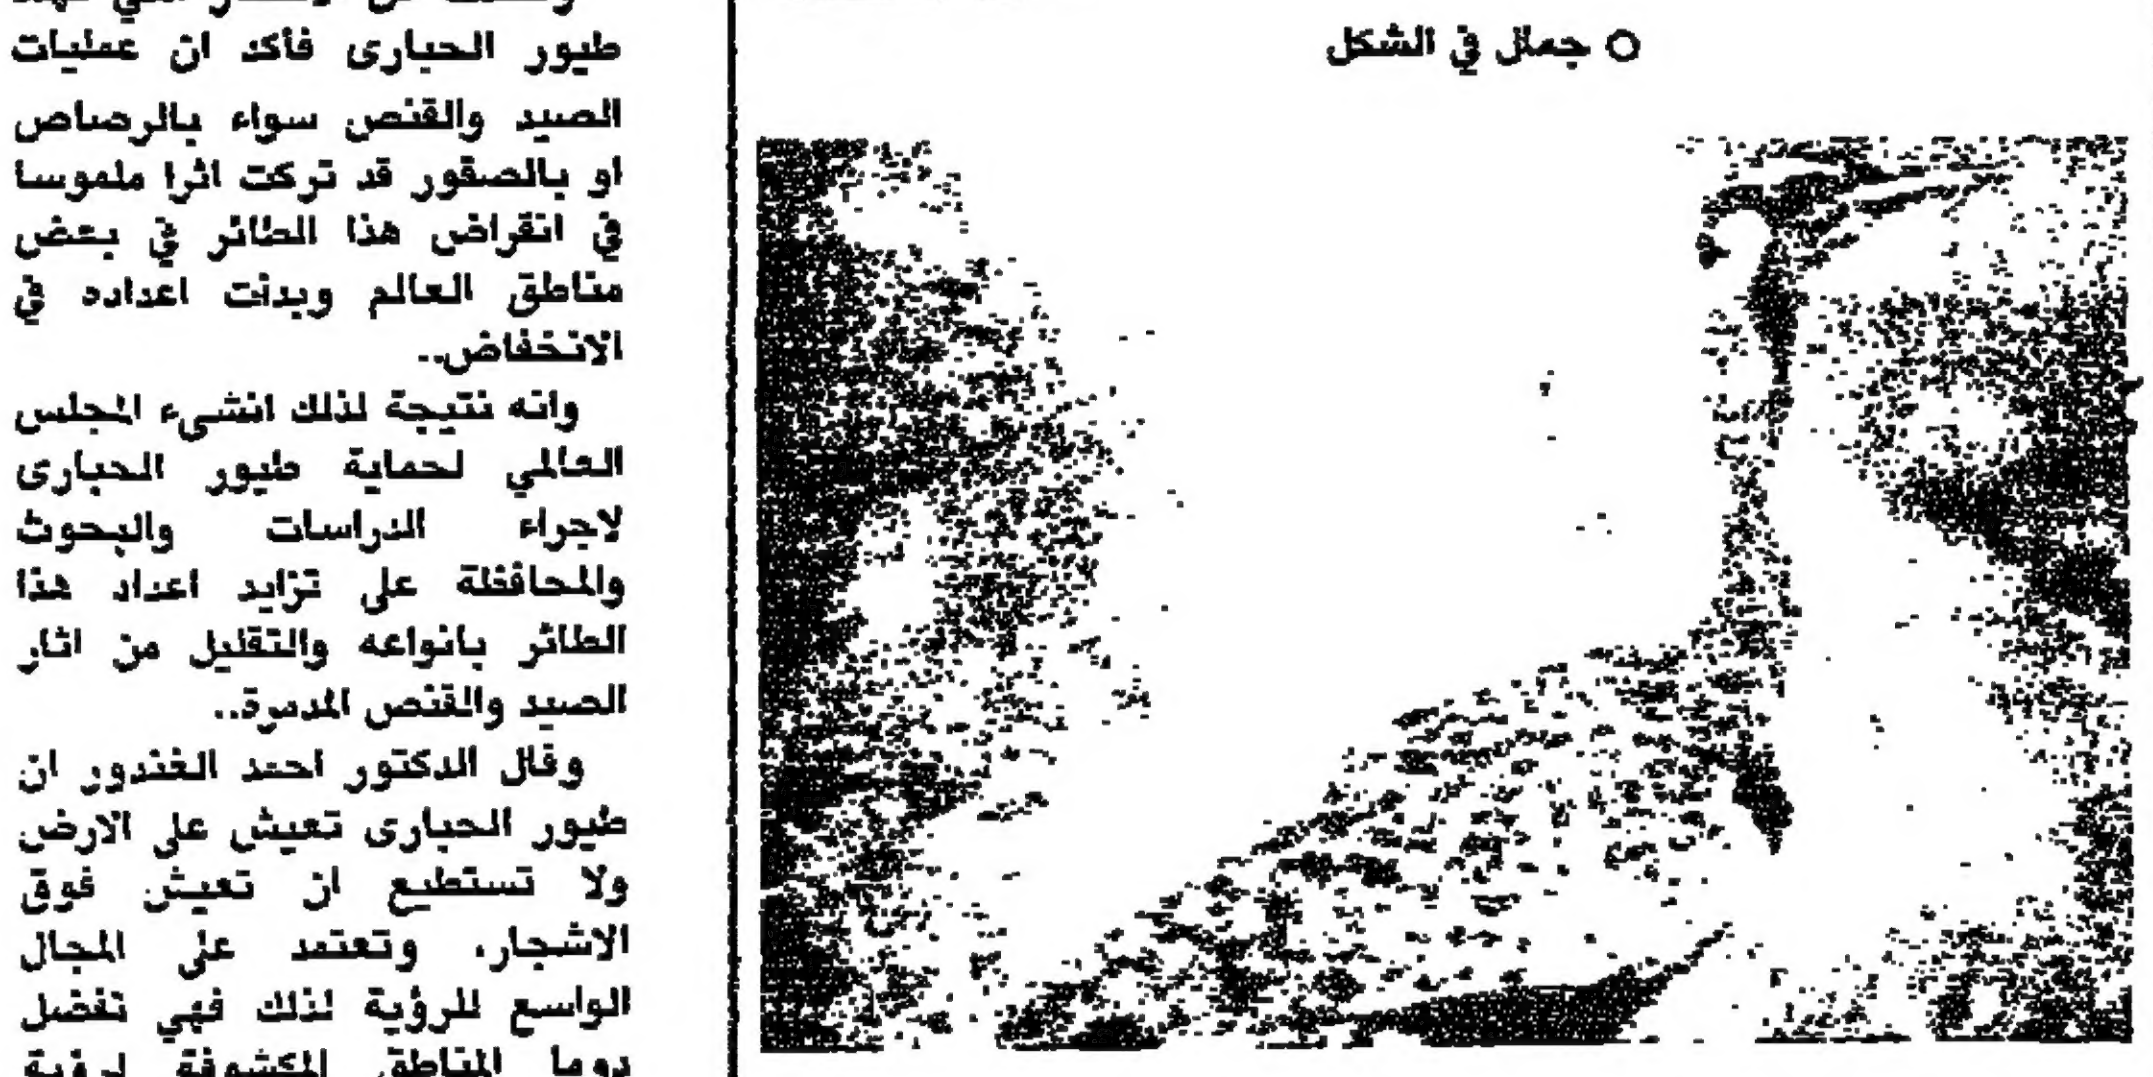 ○ جمال في الشكل
طيور الحبارى فأكد ان عمليات
الصيد والقنص سواء بالرصاص
او بالصقور قد تركت اثرا ملموسا
في انقراض هذا الطائر في بعض
مناطق العالم وبدئت اعداده في
الانخفاض..
وانه نتيجة لذلك انشىء المجلس
العالمي لحماية طيور الحبارى
لاجراء الدراسات والبحوث
والمحافظة على تزايد اعداد هذا
الطائر بانواعه والتقليل من اثار
الصيد والقنص المدمرة..
وقال الدكتور احمد الغندور ان
طيور الحبارى تعيش على الارض
ولا تستطيع ان تعيش فوق
الاشجار، وتعتمد على المجال
الواسع للرؤية لذلك فهي تفضل
دوما المناطق المكشوفة لرؤية